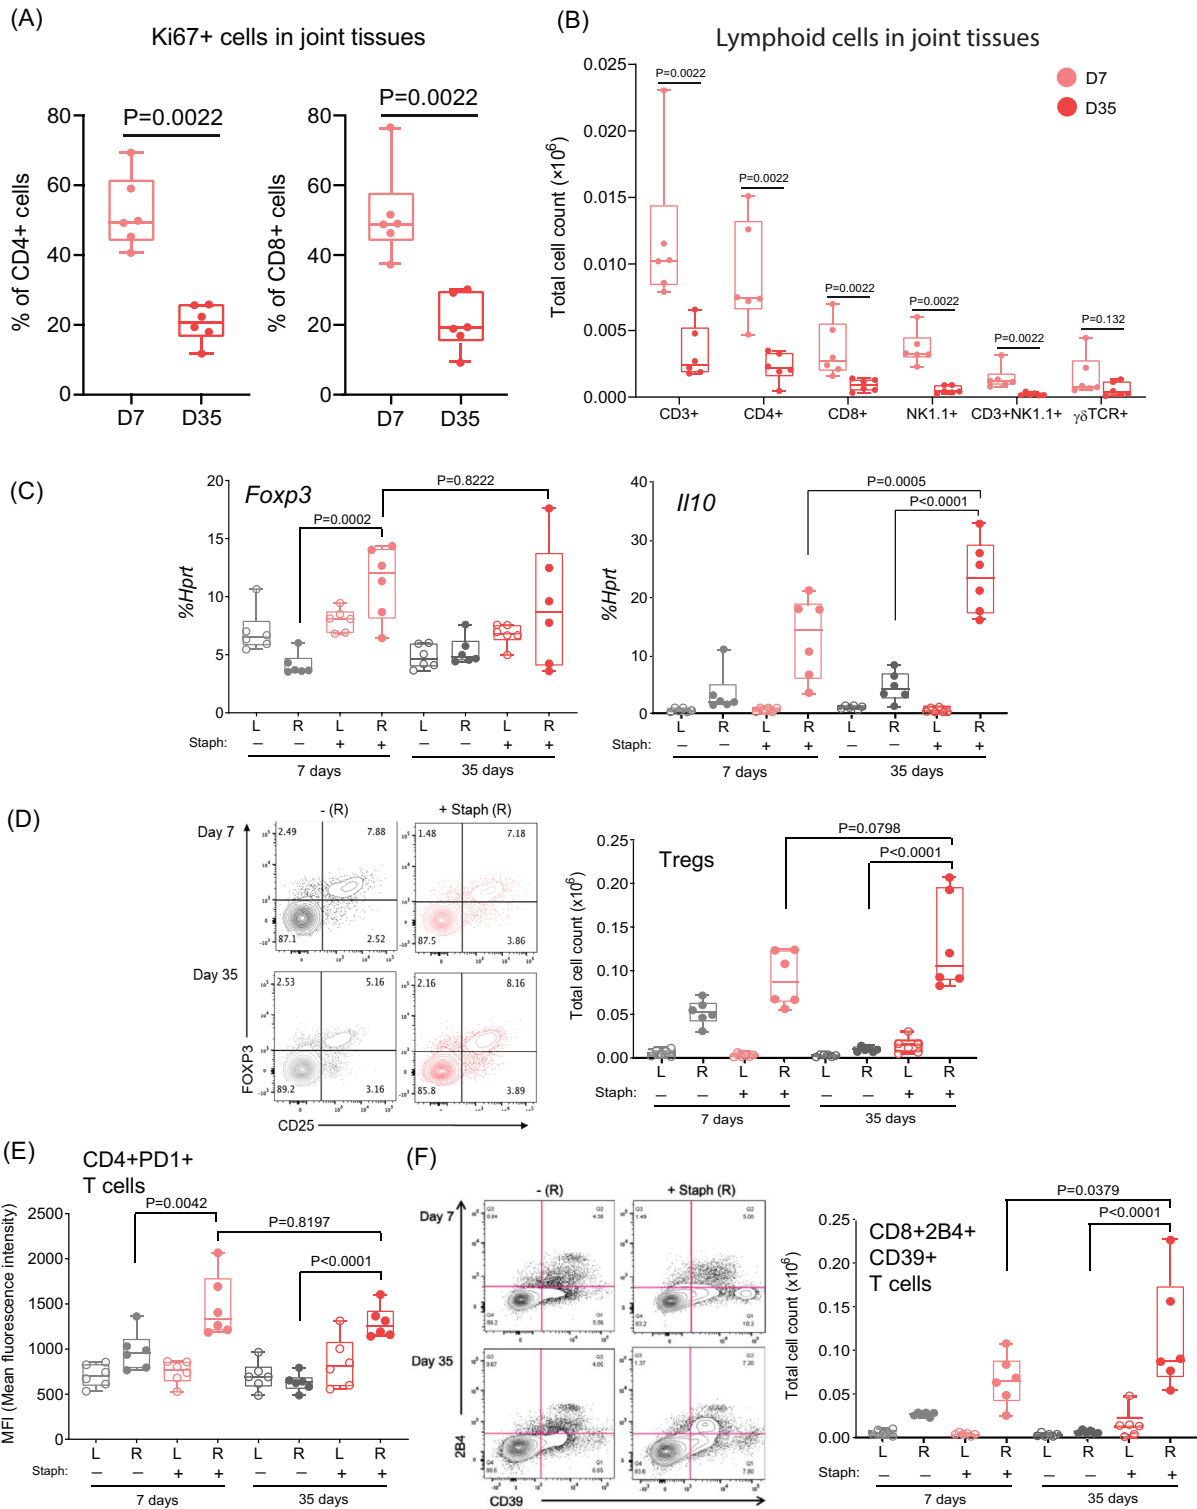 (A)
Ki67+ cells in joint tissues
P=0.0022
80
60
40
20
0
% of CD4+ cells
D7
D35
P=0.0022
80
60
40
20
0
% of CD8+ cells
D7
D35
(B)
Lymphoid cells in joint tissues
0.025
0.020
0.015
0.010
0.005
0.000
Total cell count (×10⁶)
D7
D35
P=0.0022
P=0.0022
P=0.0022
P=0.0022
P=0.0022
P=0.132
CD3+
CD4+
CD8+
NK1.1+
CD3+NK1.1+
γδTCR+
(C)
Foxp3
P=0.8222
P=0.0002
20
15
10
5
0
%Hprt
L R L R L R L R
Staph: – – + + – – + +
7 days
35 days
Il10
P=0.0005
P<0.0001
40
30
20
10
0
%Hprt
L R L R L R L R
Staph: – – + + – – + +
7 days
35 days
(D)
- (R)
+ Staph (R)
Day 7
2.49 7.88
87.1 2.52
1.48 7.18
87.5 3.86
Day 35
2.53 5.16
89.2 3.16
2.16 8.16
85.8 3.89
FOXP3
CD25
Tregs
P=0.0798
P<0.0001
0.25
0.20
0.15
0.10
0.05
0.00
Total cell count (x10⁶)
L R L R L R L R
Staph: – – + + – – + +
7 days
35 days
(E)
CD4+PD1+
T cells
P=0.0042
P=0.8197
P<0.0001
2500
2000
1500
1000
500
0
MFI (Mean fluorescence intensity)
L R L R L R L R
Staph: – – + + – – + +
7 days
35 days
(F)
- (R)
+ Staph (R)
Day 7
Day 35
2B4
CD39
CD8+2B4+
CD39+
T cells
P=0.0379
P<0.0001
0.25
0.20
0.15
0.10
0.05
0.00
Total cell count (x10⁶)
L R L R L R L R
Staph: – – + + – – + +
7 days
35 days